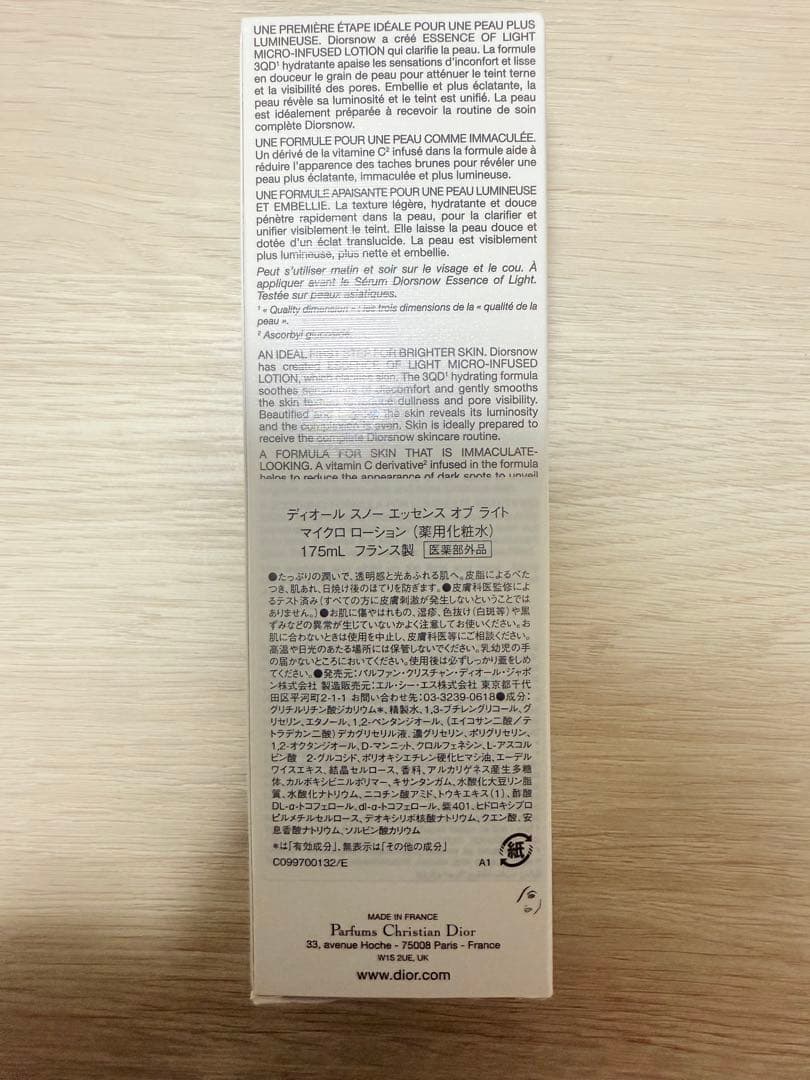 UNE PREMIÈRE ÉTAPE IDÉALE POUR UNE PEAU PLUS
LUMINEUSE. Diorsnow a créé ESSENCE OF LIGHT
MICRO-INFUSED LOTION qui clarifie la peau. La formule
3QD¹ hydratante apaise les sensations d'inconfort et lisse
en douceur le grain de peau pour atténuer le teint terne
et la visibilité des pores. Embellie et plus éclatante, la
peau révèle sa luminosité et le teint est unifié. La peau
est idéalement préparée à recevoir la routine de soin
complète Diorsnow.
UNE FORMULE POUR UNE PEAU COMME IMMACULÉE.
Un dérivé de la vitamine C² infusé dans la formule aide à
réduire l'apparence des taches brunes pour révéler une
peau plus éclatante, immaculée et plus lumineuse.
UNE FORMULE APAISANTE POUR UNE PEAU LUMINEUSE
ET EMBELLIE. La texture légère, hydratante et douce
pénètre rapidement dans la peau, pour la clarifier et
unifier visiblement le teint. Elle laisse la peau douce et
dotée d'un éclat translucide. La peau est visiblement
plus lumineuse, plus nette et embellie.
Peut s'utiliser matin et soir sur le visage et le cou. À
appliquer avant le Sérum Diorsnow Essence of Light.
Testée sur peaux asiatiques.
¹ « Quality dimension » : les trois dimensions de la « qualité de la
peau ».
² Ascorbyl glucoside.
AN IDEAL FIRST STEP FOR BRIGHTER SKIN. Diorsnow
has created ESSENCE OF LIGHT MICRO-INFUSED
LOTION, which clarifies skin. The 3QD¹ hydrating formula
soothes sensations of discomfort and gently smooths
the skin texture to reduce dullness and pore visibility.
Beautified and brighter, the skin reveals its luminosity
and the complexion is even. Skin is ideally prepared to
receive the complete Diorsnow skincare routine.
A FORMULA FOR SKIN THAT IS IMMACULATE-
LOOKING. A vitamin C derivative² infused in the formula
helps to reduce the appearance of dark spots to unveil
ディオール スノー エッセンス オブ ライト
マイクロ ローション (薬用化粧水)
175mL フランス製 医薬部外品
●たっぷりの潤いで、透明感と光あふれる肌へ。皮脂によるべた
つき、肌あれ、日焼け後のほてりを防ぎます。●皮膚科医監修によ
るテスト済み(すべての方に皮膚刺激が発生しないということでは
ありません。)●お肌に傷やはれもの、湿疹、色抜け(白斑等)や黒
ずみなどの異常が生じていないかよく注意してお使いください。お
肌に合わないときは使用を中止し、皮膚科医等にご相談ください。
高温や日光のあたる場所には保管しないでください。乳幼児の手
の届かないところにおいてください。使用後は必ずしっかり蓋をしめ
てください。●発売元:パルファン・クリスチャン・ディオール・ジャポ
ン株式会社 製造販売元:エル・シー・エス株式会社 東京都千代
田区平河町2-1-1 お問い合わせ先:03-3239-0618●成分:
グリチルリチン酸ジカリウム*、精製水、1,3-ブチレングリコール、グ
リセリン、エタノール、1,2-ペンタンジオール、(エイコサン二酸/テ
トラデカン二酸)デカグリセリル液、濃グリセリン、ポリグリセリン、
1,2-オクタンジオール、D-マンニット、クロルフェネシン、L-アスコル
ビン酸 2-グルコシド、ポリオキシエチレン硬化ヒマシ油、エーデル
ワイスエキス、結晶セルロース、香料、アルカリゲネス産生多糖
体、カルボキシビニルポリマー、キサンタンガム、水酸化大豆リン脂
質、水酸化ナトリウム、ニコチン酸アミド、トウキエキス(1)、酢酸
DL-α-トコフェロール、dl-α-トコフェロール、紫401、ヒドロキシプロ
ピルメチルセルロース、デオキシリボ核酸ナトリウム、クエン酸、安
息香酸ナトリウム、ソルビン酸カリウム
*は「有効成分」、無表示は「その他の成分」
C099700132/E A1 紙
MADE IN FRANCE
Parfums Christian Dior
33, avenue Hoche - 75008 Paris - France
W1S 2UE, UK
www.dior.com